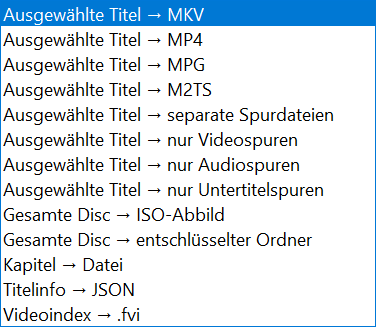 Ausgewählte Titel → MKV
Ausgewählte Titel → MP4
Ausgewählte Titel → MPG
Ausgewählte Titel → M2TS
Ausgewählte Titel → separate Spurdateien
Ausgewählte Titel → nur Videospuren
Ausgewählte Titel → nur Audiospuren
Ausgewählte Titel → nur Untertitelspuren
Gesamte Disc → ISO-Abbild
Gesamte Disc → entschlüsselter Ordner
Kapitel → Datei
Titelinfo → JSON
Videoindex → .fvi